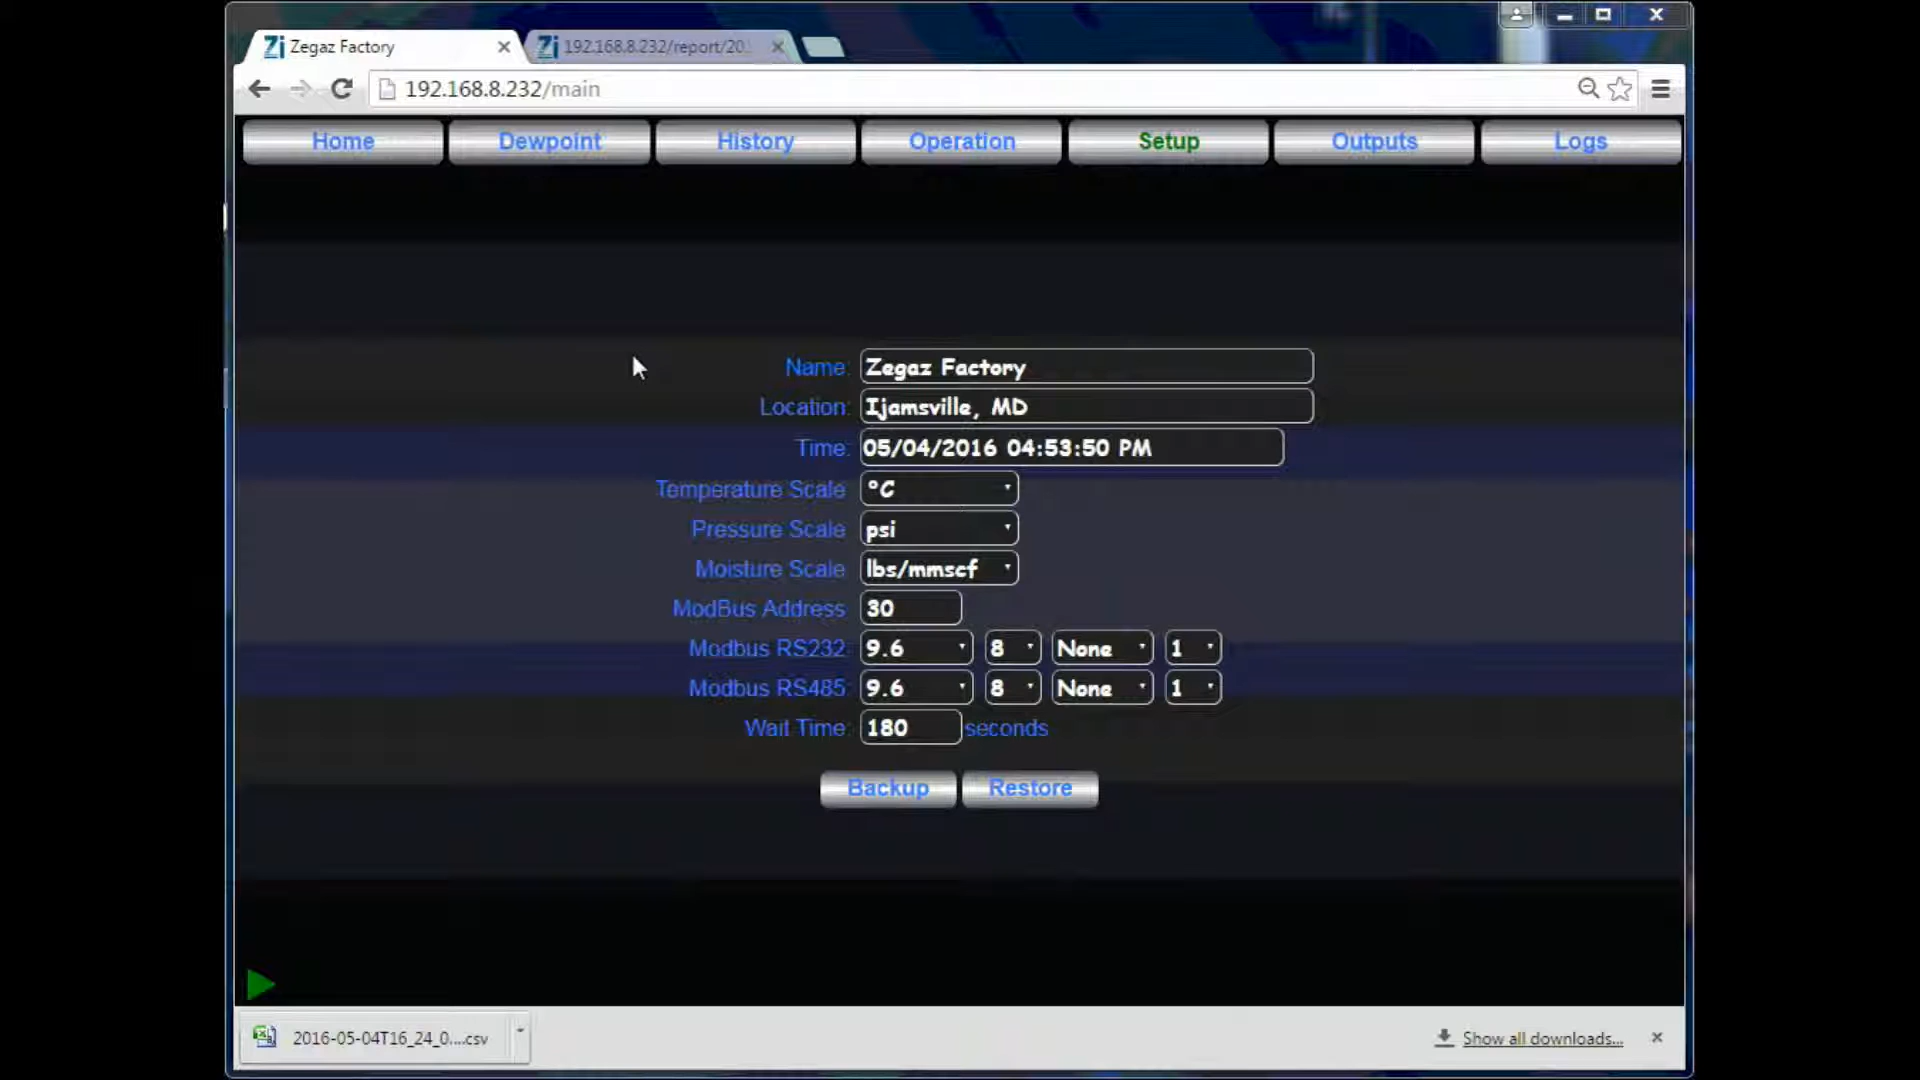 Zi Zegaz Factory Zi 192.168.8.232/report/20
192.168.8.232/main
Home Dewpoint History Operation Setup Outputs Logs
Name: Zegaz Factory
Location: Ijamsville, MD
Time: 05/04/2016 04:53:50 PM
Temperature Scale °C
Pressure Scale psi
Moisture Scale lbs/mmscf
ModBus Address 30
Modbus RS232: 9.6 8 None 1
Modbus RS485: 9.6 8 None 1
Wait Time: 180 seconds
Backup Restore
2016-05-04T16_24_0....csv Show all downloads...